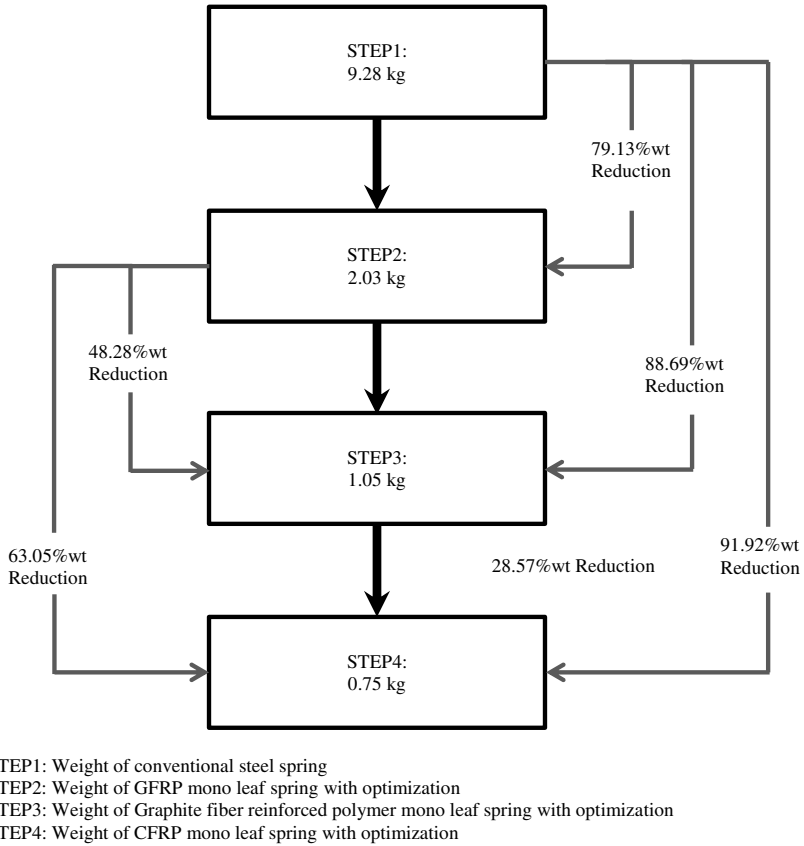 STEP1:
9.28 kg
79.13%wt
Reduction
STEP2:
2.03 kg
48.28%wt
Reduction
88.69%wt
Reduction
STEP3:
1.05 kg
63.05%wt
Reduction
28.57%wt Reduction
91.92%wt
Reduction
STEP4:
0.75 kg
TEP1: Weight of conventional steel spring
TEP2: Weight of GFRP mono leaf spring with optimization
TEP3: Weight of Graphite fiber reinforced polymer mono leaf spring with optimization
TEP4: Weight of CFRP mono leaf spring with optimization